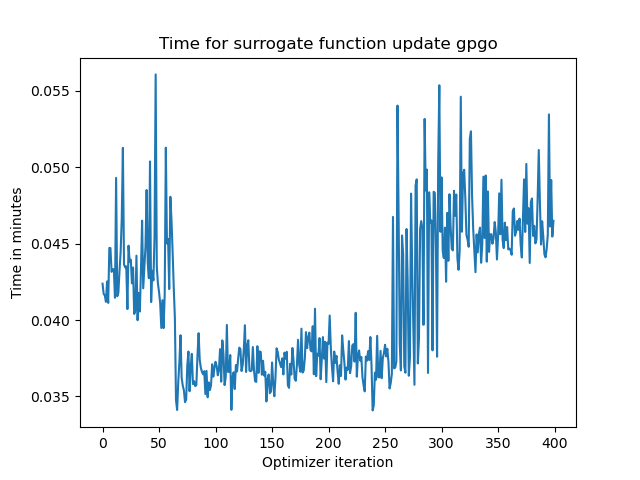 Time for surrogate function update gpgo
0.055
0.050
0.045
0.040
0.035
Time in minutes
0 50 100 150 200 250 300 350 400
Optimizer iteration